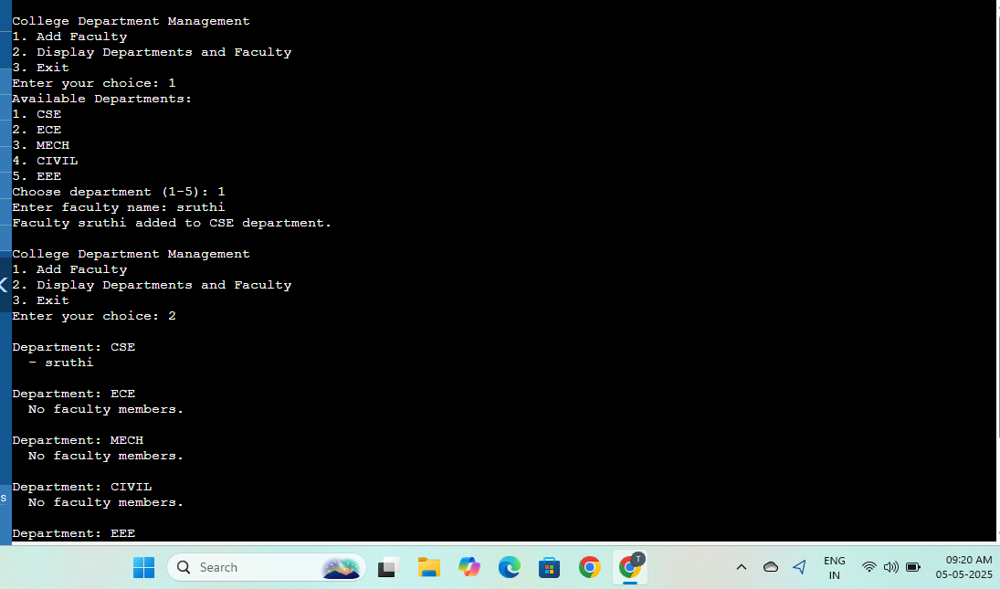 College Department Management
1. Add Faculty
2. Display Departments and Faculty
3. Exit
Enter your choice: 1
Available Departments:
1. CSE
2. ECE
3. MECH
4. CIVIL
5. EEE
Choose department (1-5): 1
Enter faculty name: sruthi
Faculty sruthi added to CSE department.
College Department Management
1. Add Faculty
2. Display Departments and Faculty
3. Exit
Enter your choice: 2
Department: CSE
- sruthi
Department: ECE
No faculty members.
Department: MECH
No faculty members.
Department: CIVIL
No faculty members.
s
Department: EEE
Search
T
ENG
IN
09:20 AM
05-05-2025